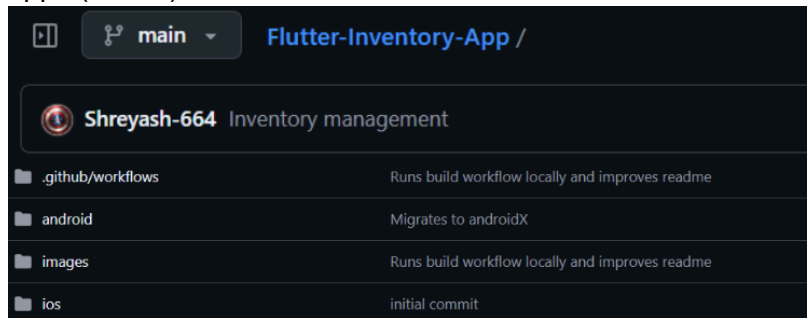 main Flutter-Inventory-App /
Shreyash-664 Inventory management
.github/workflows Runs build workflow locally and improves readme
android Migrates to androidX
images Runs build workflow locally and improves readme
ios initial commit